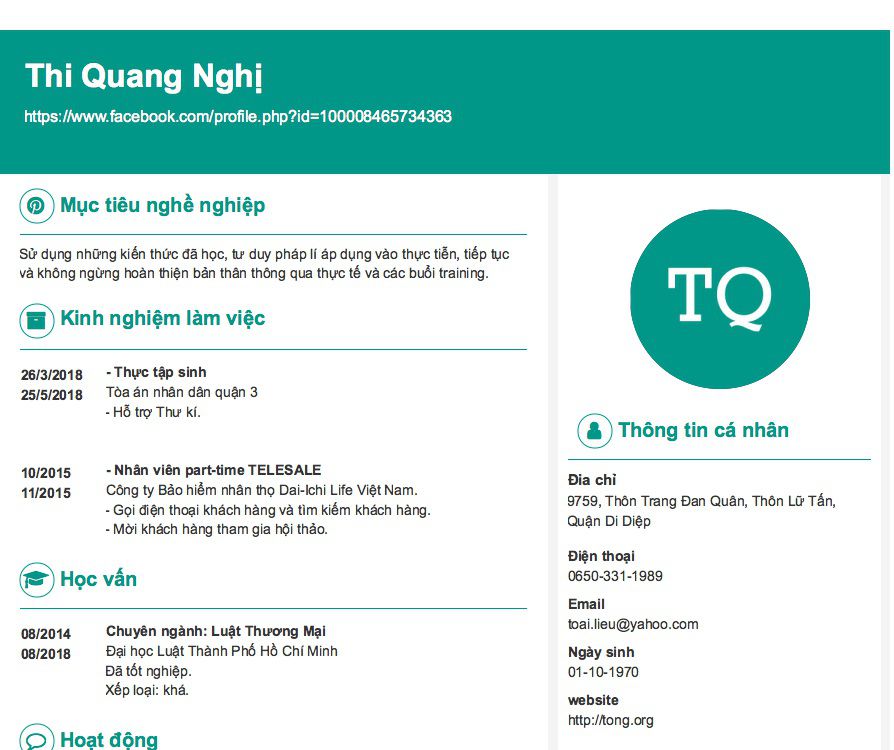 Thi Quang Nghị
https://www.facebook.com/profile.php?id=100008465734363
Mục tiêu nghề nghiệp
Sử dụng những kiến thức đã học, tư duy pháp lí áp dụng vào thực tiễn, tiếp tục
và không ngừng hoàn thiện bản thân thông qua thực tế và các buổi training.
Kinh nghiệm làm việc
26/3/2018
25/5/2018
- Thực tập sinh
Tòa án nhân dân quận 3
- Hỗ trợ Thư kí.
10/2015
11/2015
- Nhân viên part-time TELESALE
Công ty Bảo hiểm nhân thọ Dai-Ichi Life Việt Nam.
- Gọi điện thoại khách hàng và tìm kiếm khách hàng.
- Mời khách hàng tham gia hội thảo.
Học vấn
08/2014
08/2018
Chuyên ngành: Luật Thương Mại
Đại học Luật Thành Phố Hồ Chí Minh
Đã tốt nghiệp.
Xếp loại: khá.
Hoạt động
TQ
Thông tin cá nhân
Đia chỉ
9759, Thôn Trang Đan Quân, Thôn Lữ Tấn,
Quận Di Diệp
Điện thoại
0650-331-1989
Email
toai.lieu@yahoo.com
Ngày sinh
01-10-1970
website
http://tong.org